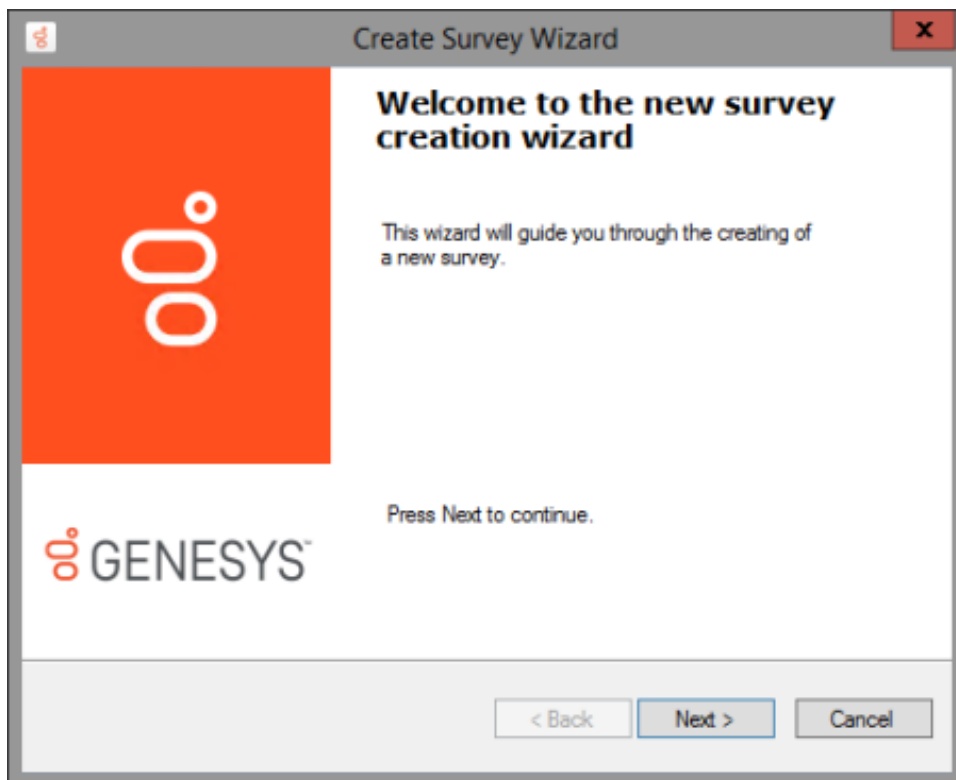 Create Survey Wizard
x
Welcome to the new survey
creation wizard
This wizard will guide you through the creating of
a new survey.
Press Next to continue.
GENESYS™
< Back
Next >
Cancel